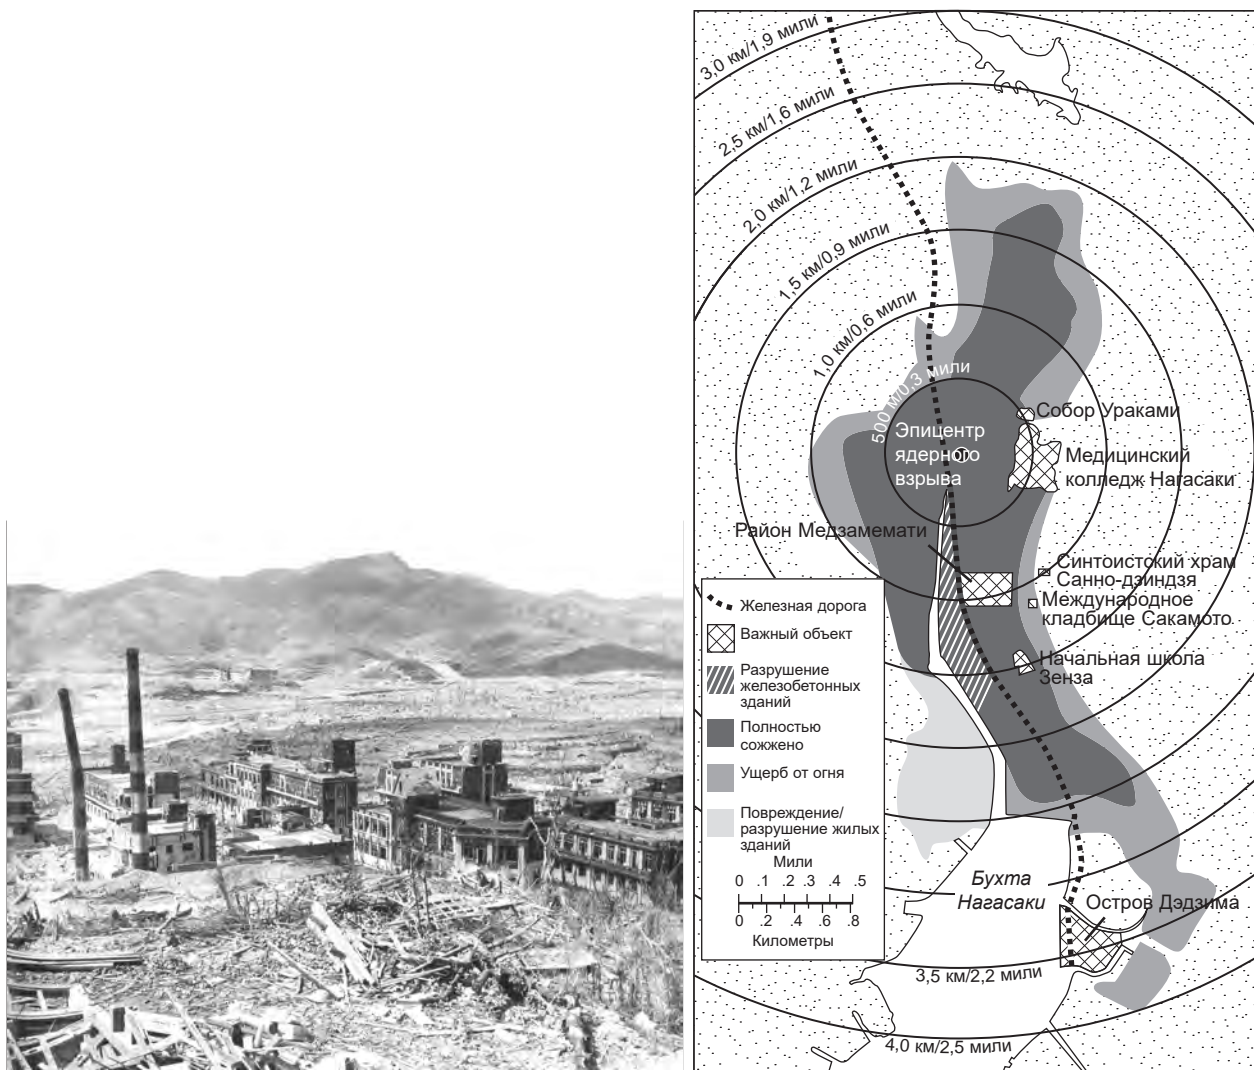 3,0 км/1,9 мили
2,5 км/1,6 мили
2,0 км/1,2 мили
1,5 км/0,9 мили
1,0 км/0,6 мили
500 м/0,3 мили
Эпицентр
ядерного
взрыва
Собор Ураками
Медицинский
колледж Нагасаки
Район Медзамемати
Синтоистский храм
Санно-дзиндзя
Международное
кладбище Сакамото
Начальная школа
Зенза
Железная дорога
Важный объект
Разрушение
железобетонных
зданий
Полностью
сожжено
Ущерб от огня
Повреждение/
разрушение жилых
зданий
Мили
0 .1 .2 .3 .4 .5
0 .2 .4 .6 .8
Километры
Бухта
Нагасаки
Остров Дэдзима
3,5 км/2,2 мили
4,0 км/2,5 мили